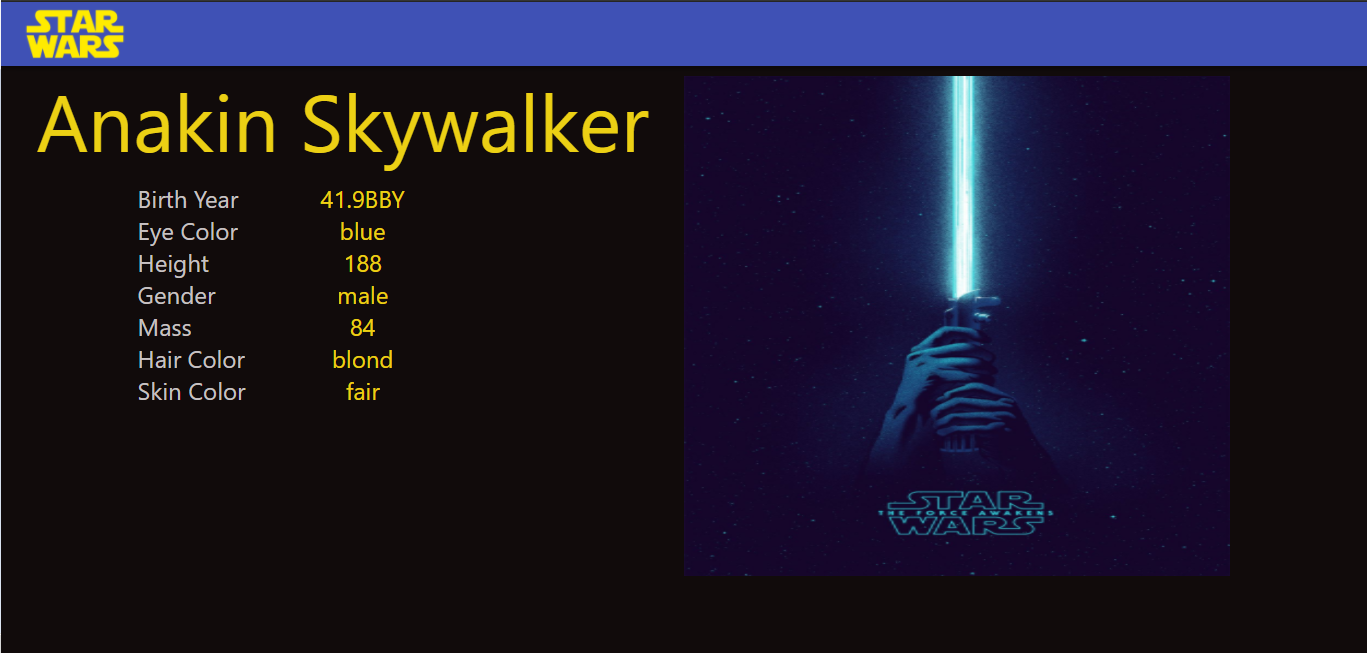 STAR
WARS
Anakin Skywalker
Birth Year 41.9BBY
Eye Color blue
Height 188
Gender male
Mass 84
Hair Color blond
Skin Color fair
STAR
THE FORCE AWAKENS
WARS